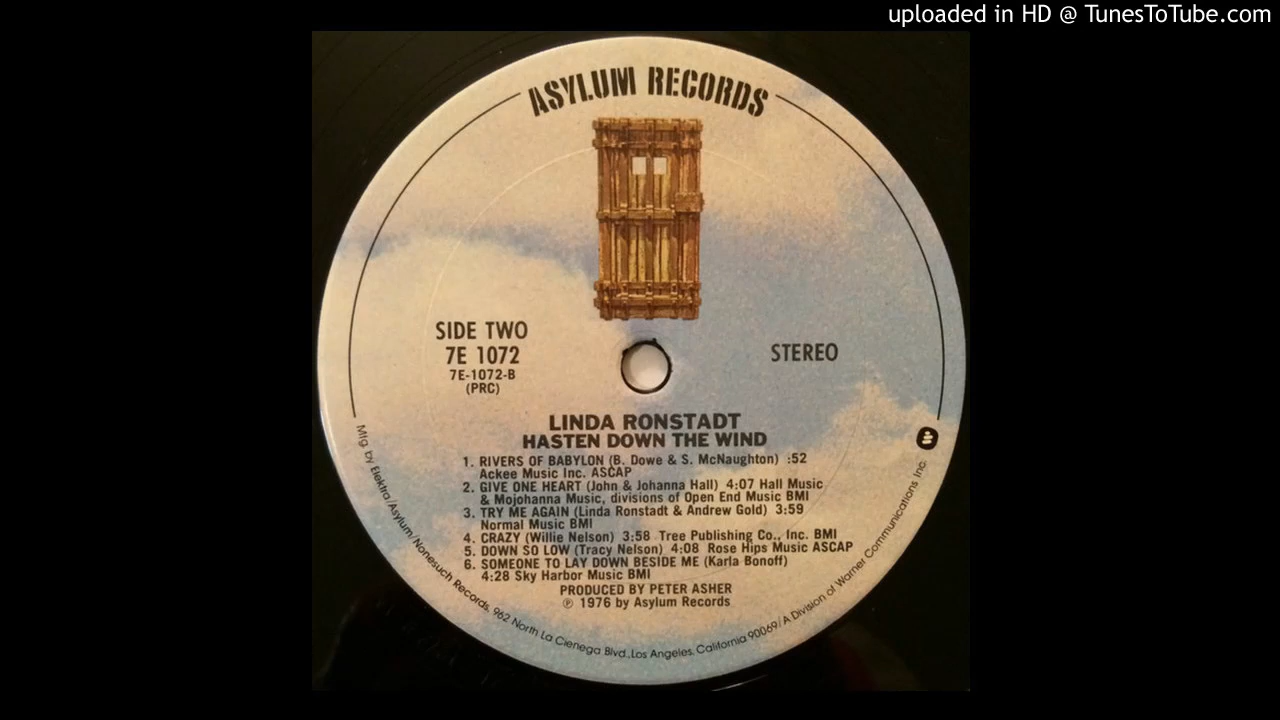 uploaded in HD @ TunesToTube.com
ASYLUM RECORDS
SIDE TWO
7E 1072
7E-1072-B
(PRC)
STEREO
LINDA RONSTADT
HASTEN DOWN THE WIND
1. RIVERS OF BABYLON (B. Dowe & S. McNaughton) :52
Ackee Music Inc. ASCAP
2. GIVE ONE HEART (John & Johanna Hall) 4:07 Hall Music
& Mojohanna Music, divisions of Open End Music BMI
3. TRY ME AGAIN (Linda Ronstadt & Andrew Gold) 3:59
Normal Music BMI
4. CRAZY (Willie Nelson) 3:58 Tree Publishing Co., Inc. BMI
5. DOWN SO LOW (Tracy Nelson) 4:08 Rose Hips Music ASCAP
6. SOMEONE TO LAY DOWN BESIDE ME (Karla Bonoff)
4:28 Sky Harbor Music BMI
PRODUCED BY PETER ASHER
℗ 1976 by Asylum Records
Mfg. by Elektra/Asylum/Nonesuch Records, 962 North La Cienega Blvd., Los Angeles, California 90069/A Division of Warner Communications Inc.